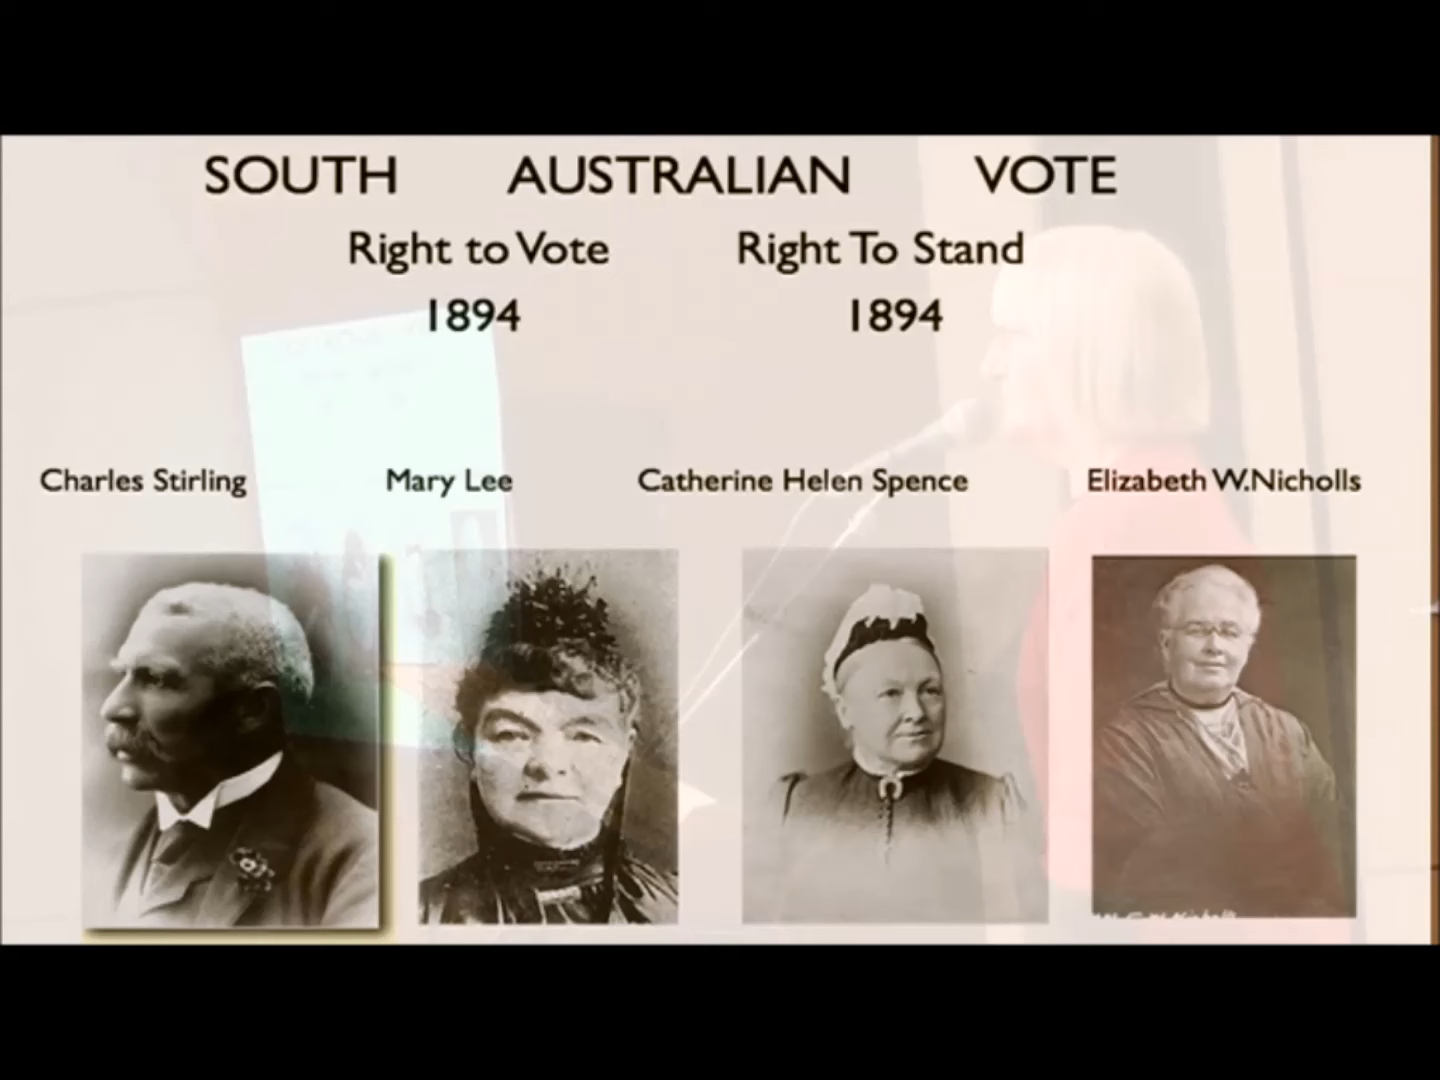 SOUTH AUSTRALIAN VOTE
Right to Vote Right To Stand
1894 1894
Charles Stirling Mary Lee Catherine Helen Spence Elizabeth W.Nicholls